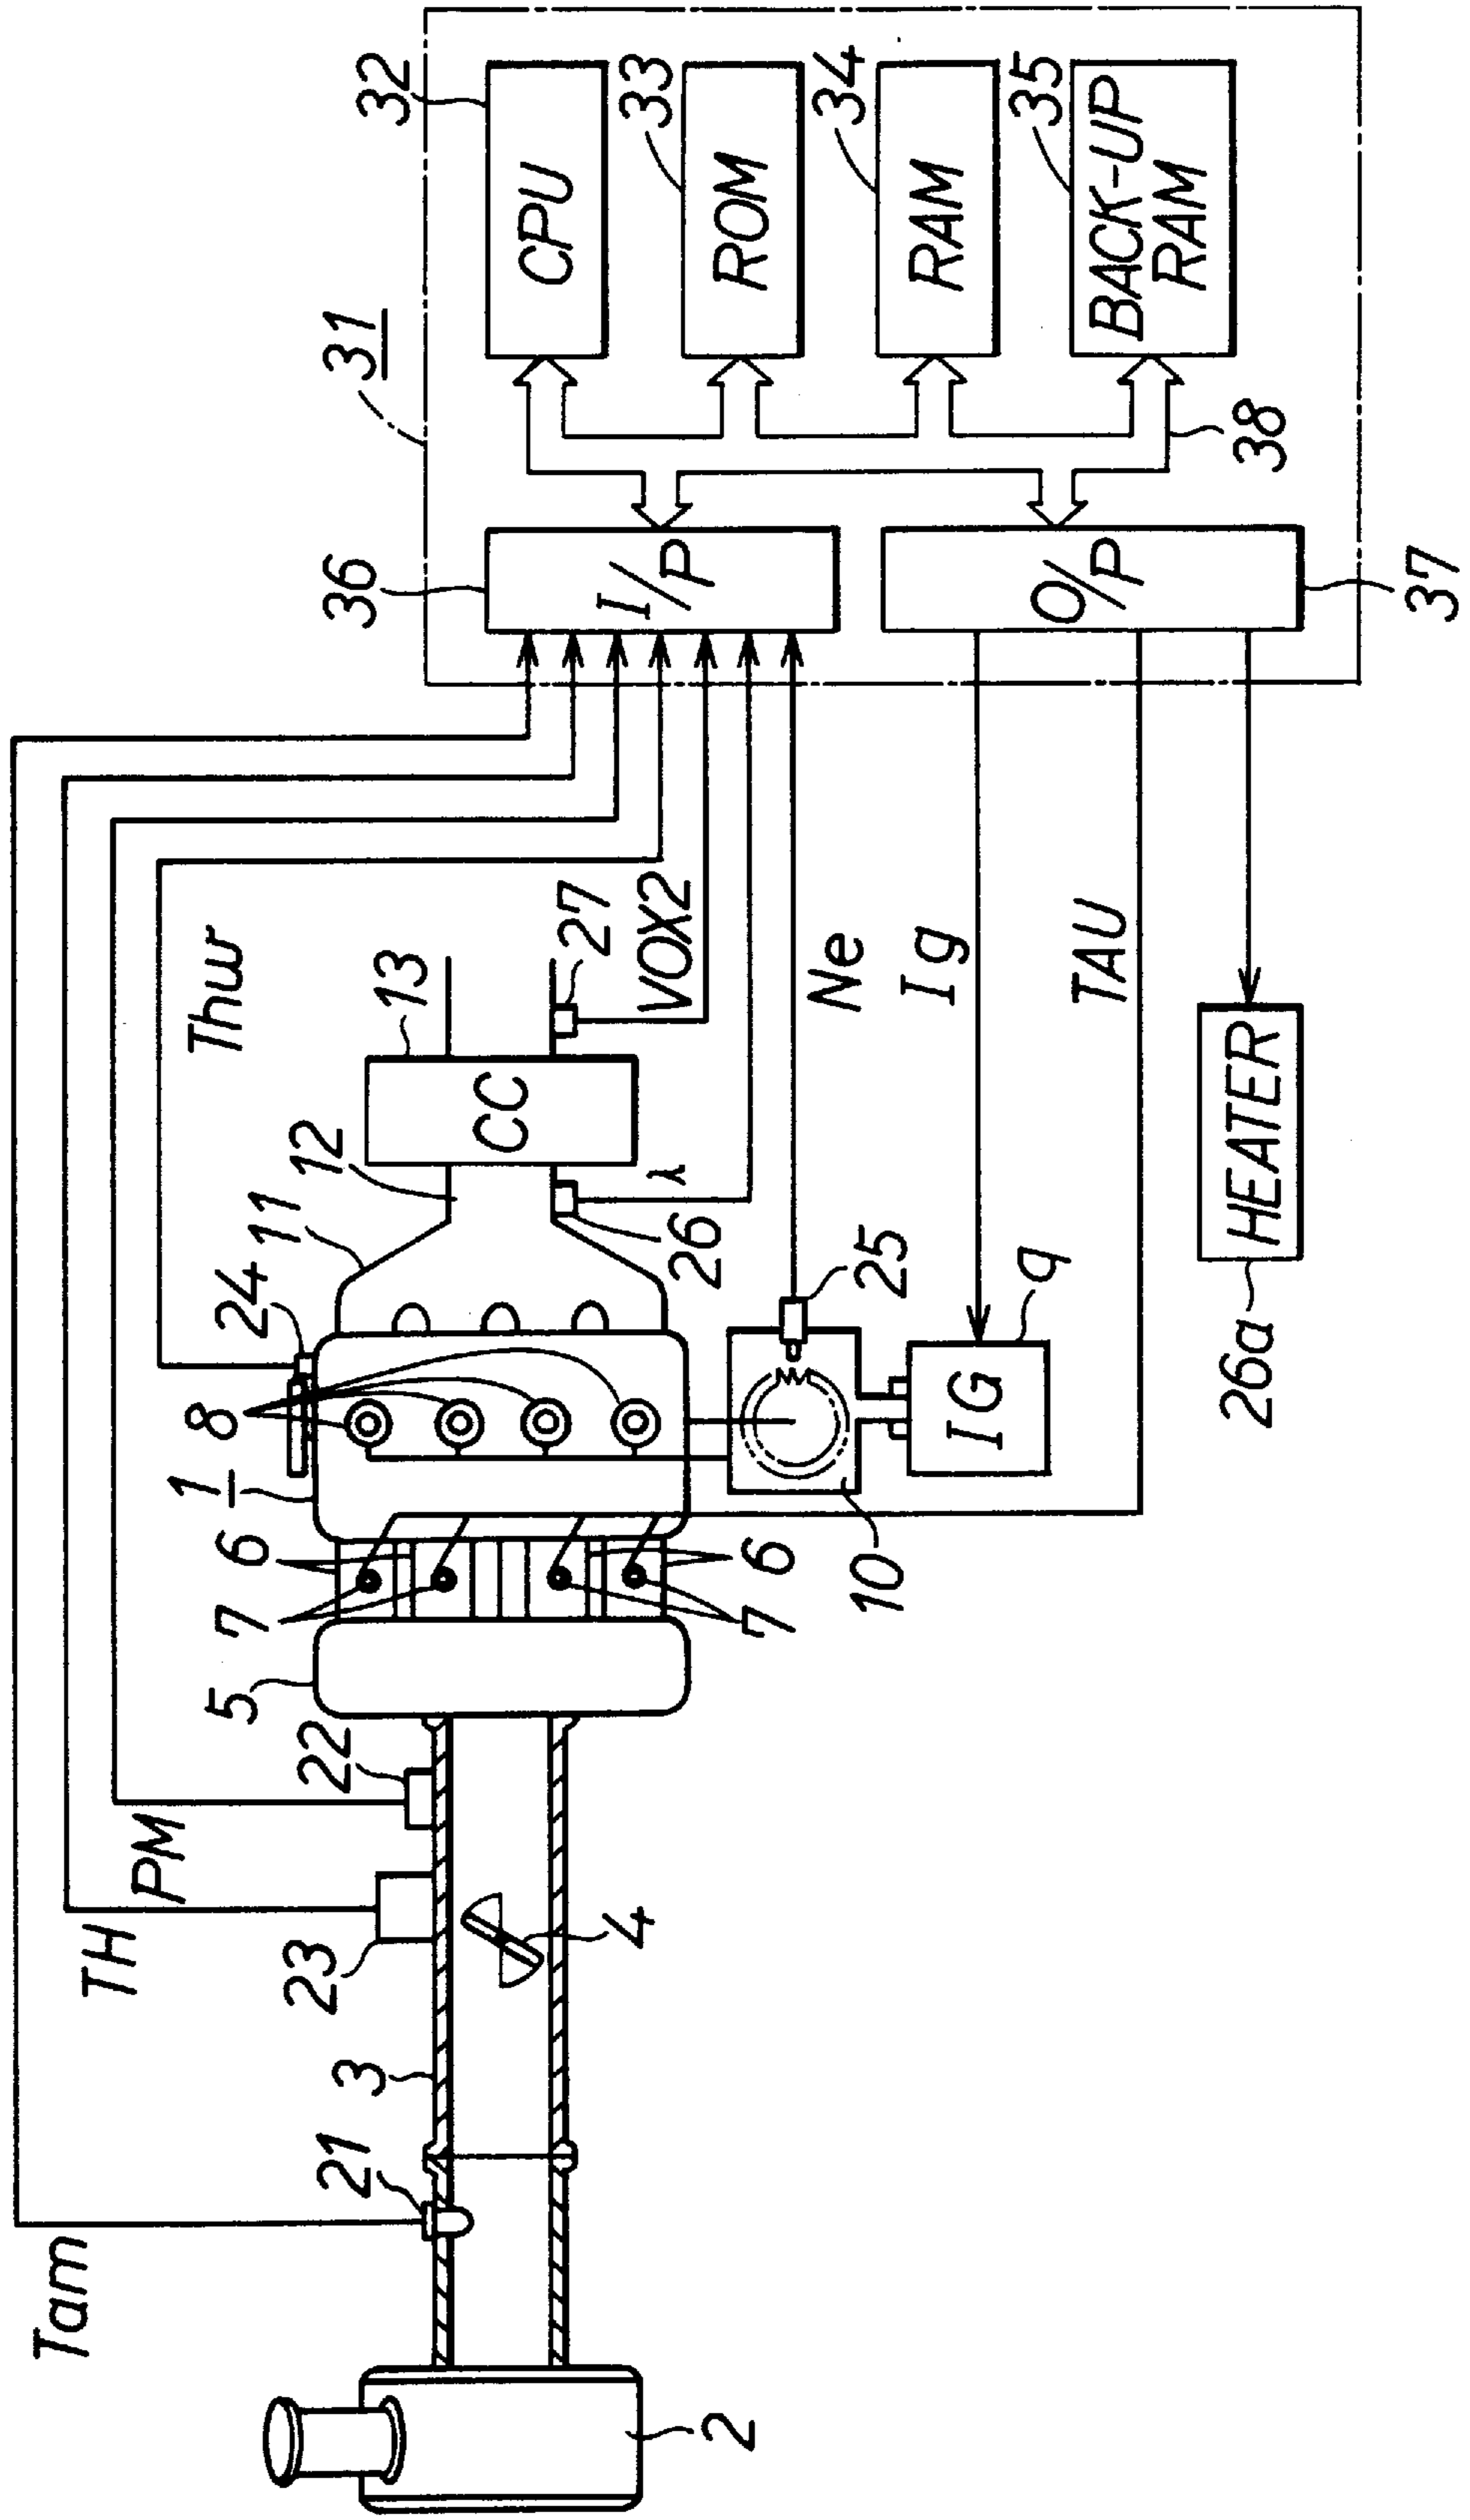 Tam
TH
PM
Thw
31
32
CPU
33
ROM
34
RAM
35
BACK-UP
RAM
36
I/P
O/P
37
38
2
21
3
23
22
4
5
7
6
1
8
24
11
12
13
CC
27
VOX2
26
λ
6
7
10
25
Ne
Ig
TAU
9
IG
26a
HEATER